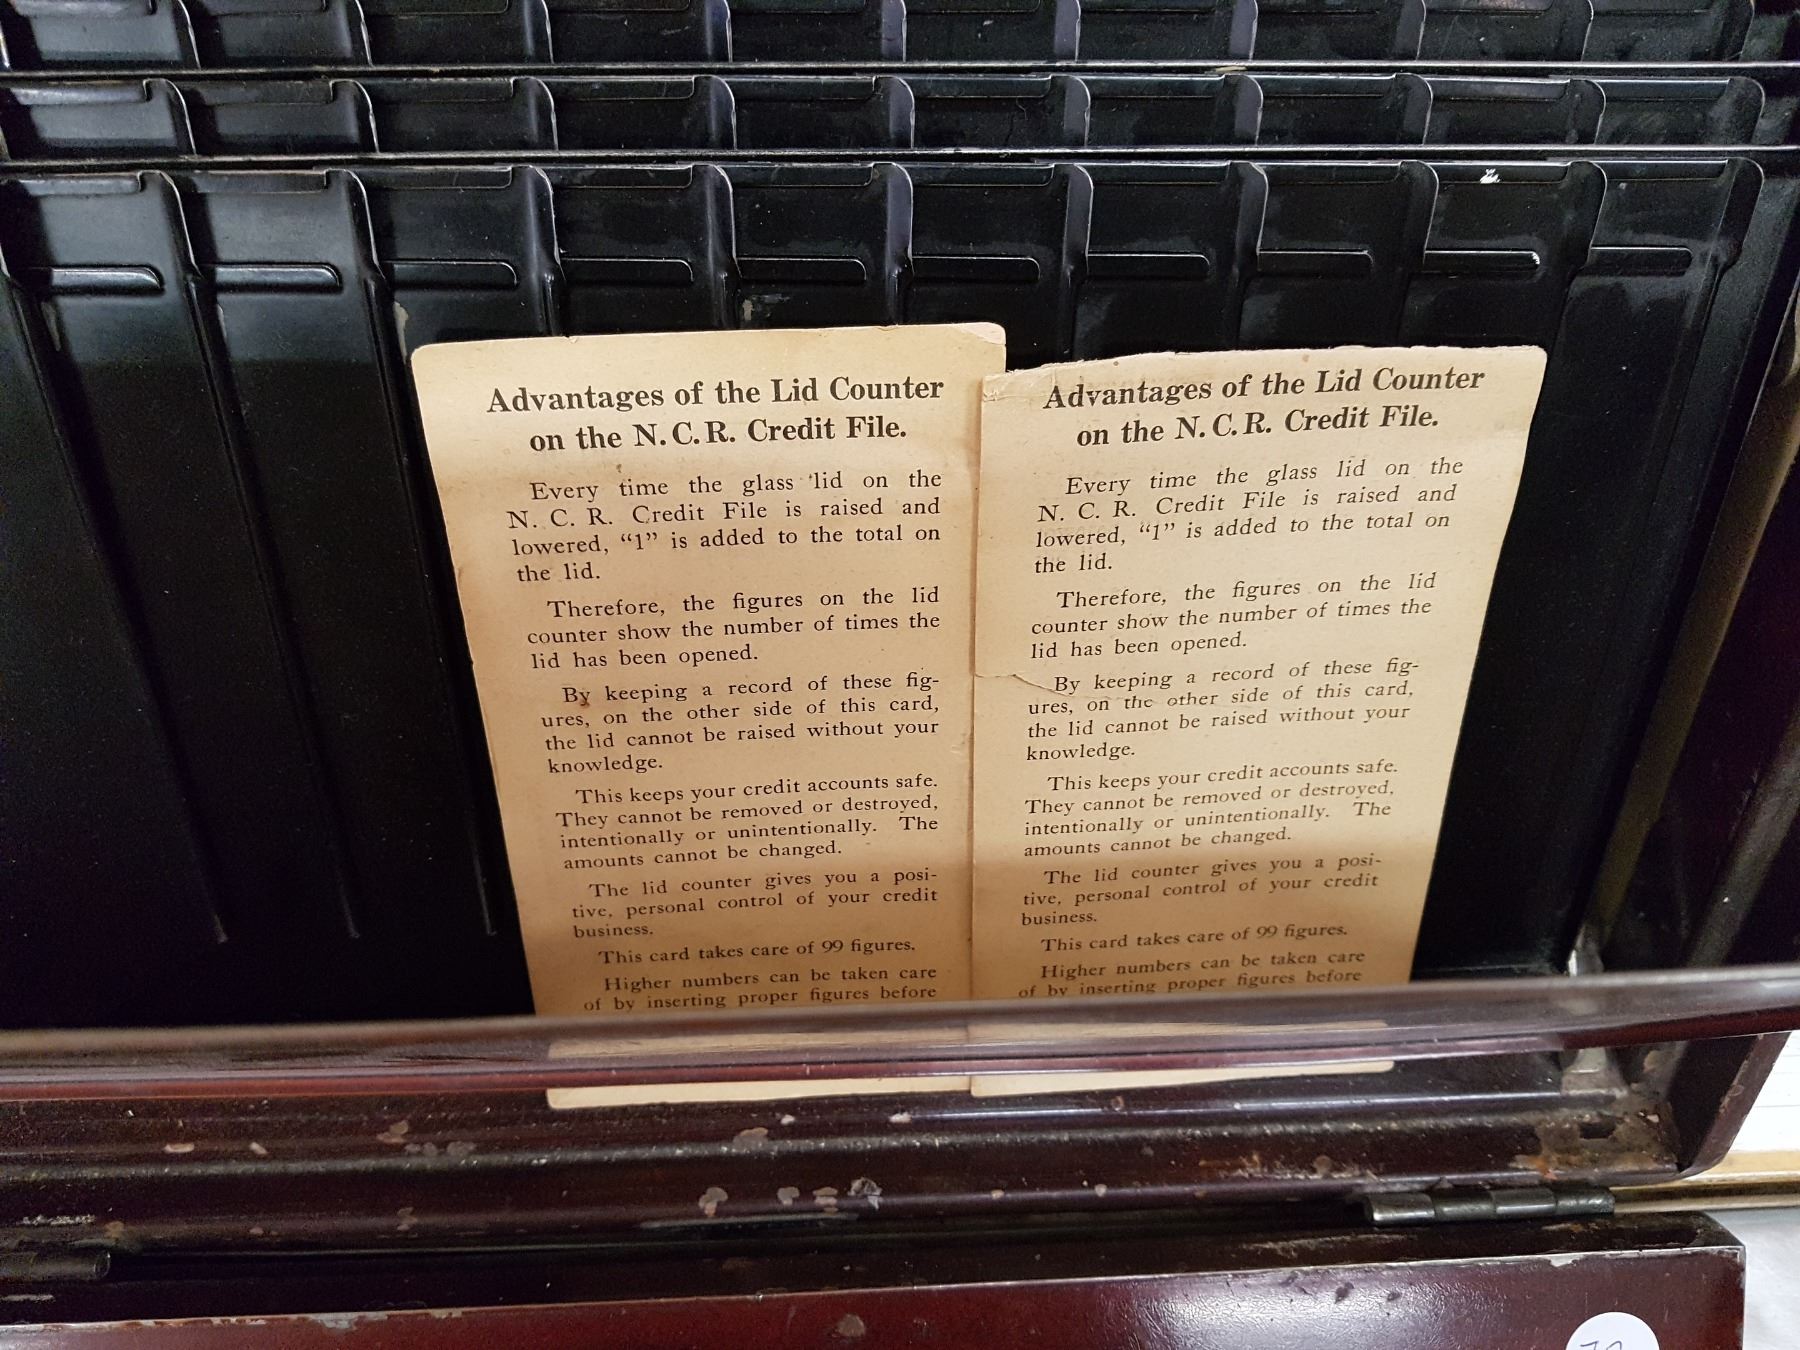 Advantages of the Lid Counter
on the N. C. R. Credit File.
Every time the glass lid on the
N. C. R. Credit File is raised and
lowered, “1” is added to the total on
the lid.
Therefore, the figures on the lid
counter show the number of times the
lid has been opened.
By keeping a record of these fig-
ures, on the other side of this card,
the lid cannot be raised without your
knowledge.
This keeps your credit accounts safe.
They cannot be removed or destroyed,
intentionally or unintentionally. The
amounts cannot be changed.
The lid counter gives you a posi-
tive, personal control of your credit
business.
This card takes care of 99 figures.
Higher numbers can be taken care
of by inserting proper figures before
Advantages of the Lid Counter
on the N. C. R. Credit File.
Every time the glass lid on the
N. C. R. Credit File is raised and
lowered, “1” is added to the total on
the lid.
Therefore, the figures on the lid
counter show the number of times the
lid has been opened.
By keeping a record of these fig-
ures, on the other side of this card,
the lid cannot be raised without your
knowledge.
This keeps your credit accounts safe.
They cannot be removed or destroyed,
intentionally or unintentionally. The
amounts cannot be changed.
The lid counter gives you a posi-
tive, personal control of your credit
business.
This card takes care of 99 figures.
Higher numbers can be taken care
of by inserting proper figures before